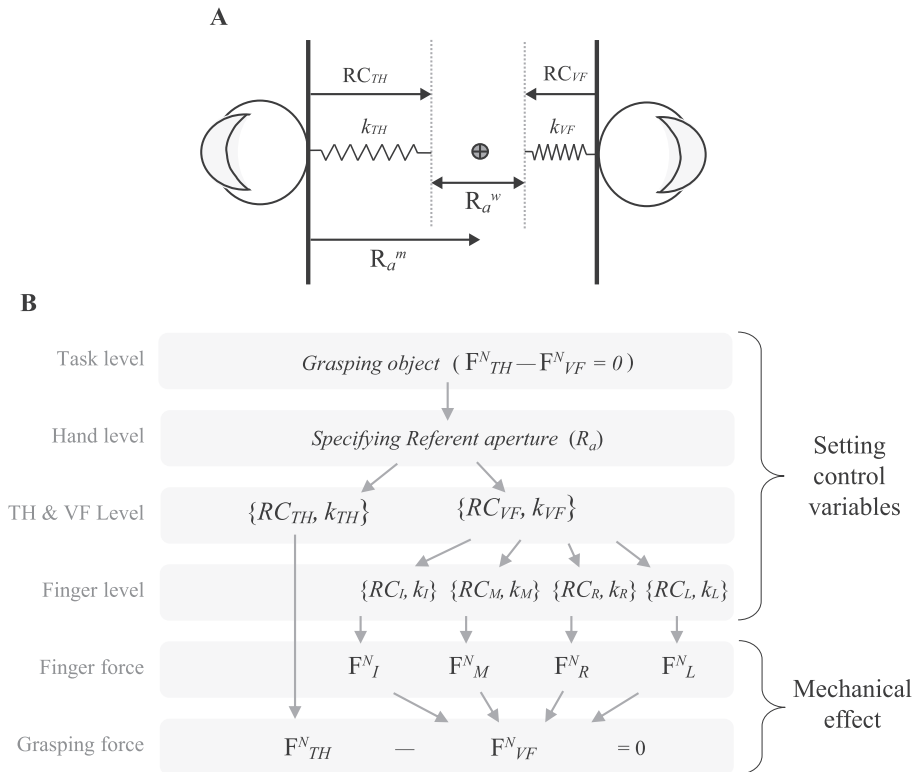 A
RC_TH RC_VF
k_TH k_VF
R_a^w
R_a^m
B
Task level Grasping object ( F^N_TH — F^N_VF = 0 )
Hand level Specifying Referent aperture (R_a)
Setting control variables
TH & VF Level {RC_TH, k_TH} {RC_VF, k_VF}
Finger level {RC_I, k_I} {RC_M, k_M} {RC_R, k_R} {RC_L, k_L}
Finger force F^N_I F^N_M F^N_R F^N_L
Mechanical effect
Grasping force F^N_TH — F^N_VF = 0